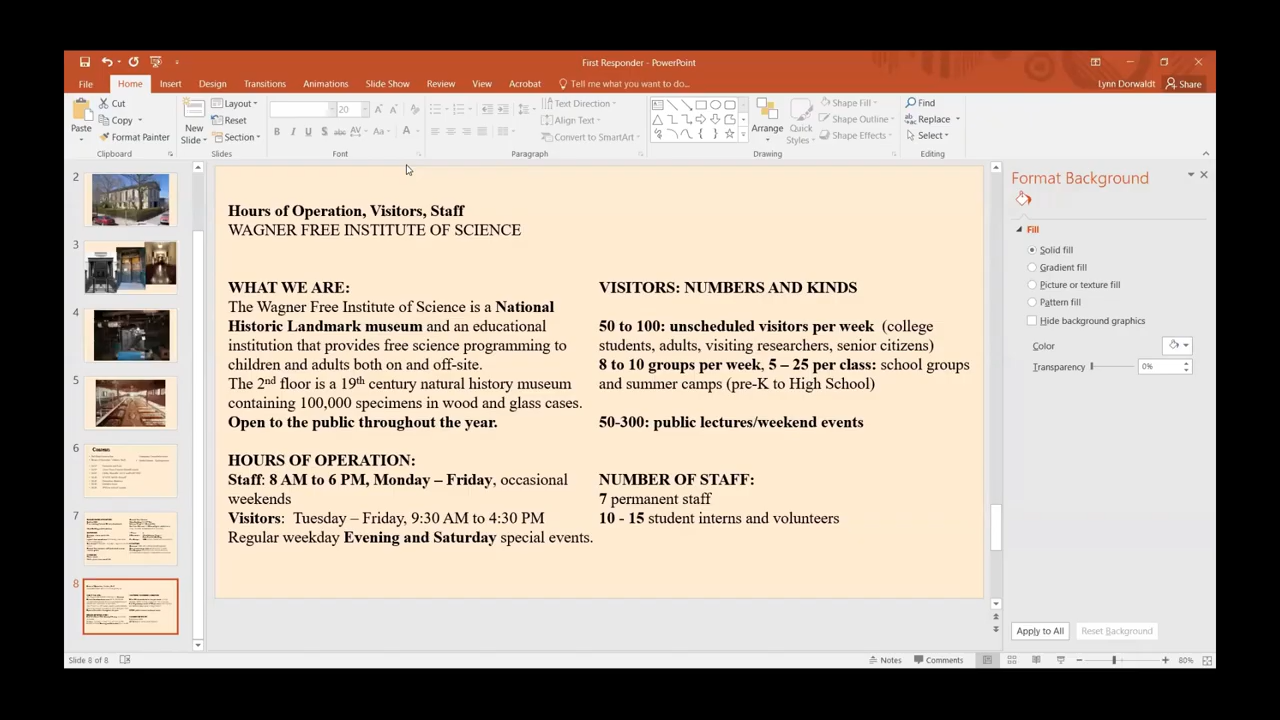 First Responder - PowerPoint
Lynn Dorwaldt
Share
File
Home
Insert
Design
Transitions
Animations
Slide Show
Review
View
Acrobat
Tell me what you want to do...
Paste
Cut
Copy
Format Painter
Clipboard
New
Slide
Layout
Reset
Section
Slides
20
B I U S abc AV Aa A
Font
Text Direction
Align Text
Convert to SmartArt
Paragraph
Arrange
Quick
Styles
Shape Fill
Shape Outline
Shape Effects
Drawing
Find
Replace
Select
Editing
2
3
4
5
6
7
8
Hours of Operation, Visitors, Staff
WAGNER FREE INSTITUTE OF SCIENCE
WHAT WE ARE:
The Wagner Free Institute of Science is a National
Historic Landmark museum and an educational
institution that provides free science programming to
children and adults both on and off-site.
The 2nd floor is a 19th century natural history museum
containing 100,000 specimens in wood and glass cases.
Open to the public throughout the year.
HOURS OF OPERATION:
Staff: 8 AM to 6 PM, Monday – Friday, occasional
weekends
Visitors: Tuesday – Friday, 9:30 AM to 4:30 PM
Regular weekday Evening and Saturday special events.
VISITORS: NUMBERS AND KINDS
50 to 100: unscheduled visitors per week (college
students, adults, visiting researchers, senior citizens)
8 to 10 groups per week, 5 – 25 per class: school groups
and summer camps (pre-K to High School)
50-300: public lectures/weekend events
NUMBER OF STAFF:
7 permanent staff
10 - 15 student interns and volunteers
Format Background
Fill
Solid fill
Gradient fill
Picture or texture fill
Pattern fill
Hide background graphics
Color
Transparency
0%
Apply to All
Reset Background
Slide 8 of 8
Notes
Comments
80%